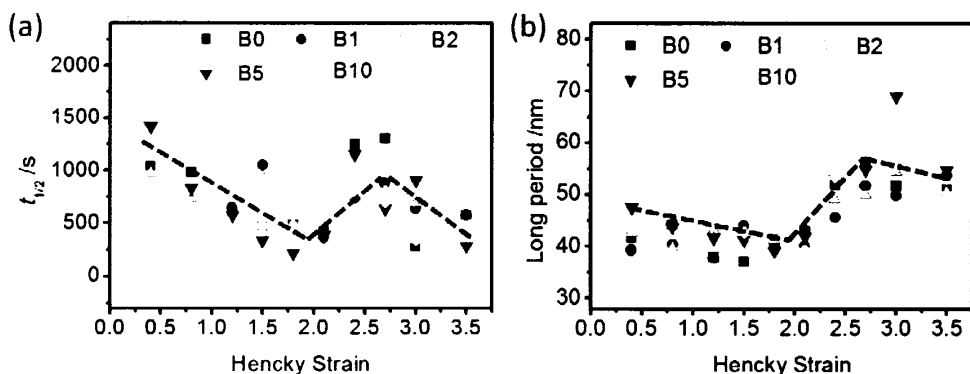 (a)
B0 B1 B2
B5 B10
2000
1500
1000
500
0
t1/2 /s
0.0 0.5 1.0 1.5 2.0 2.5 3.0 3.5
Hencky Strain
(b)
B0 B1 B2
B5 B10
80
70
60
50
40
30
Long period /nm
0.0 0.5 1.0 1.5 2.0 2.5 3.0 3.5
Hencky Strain